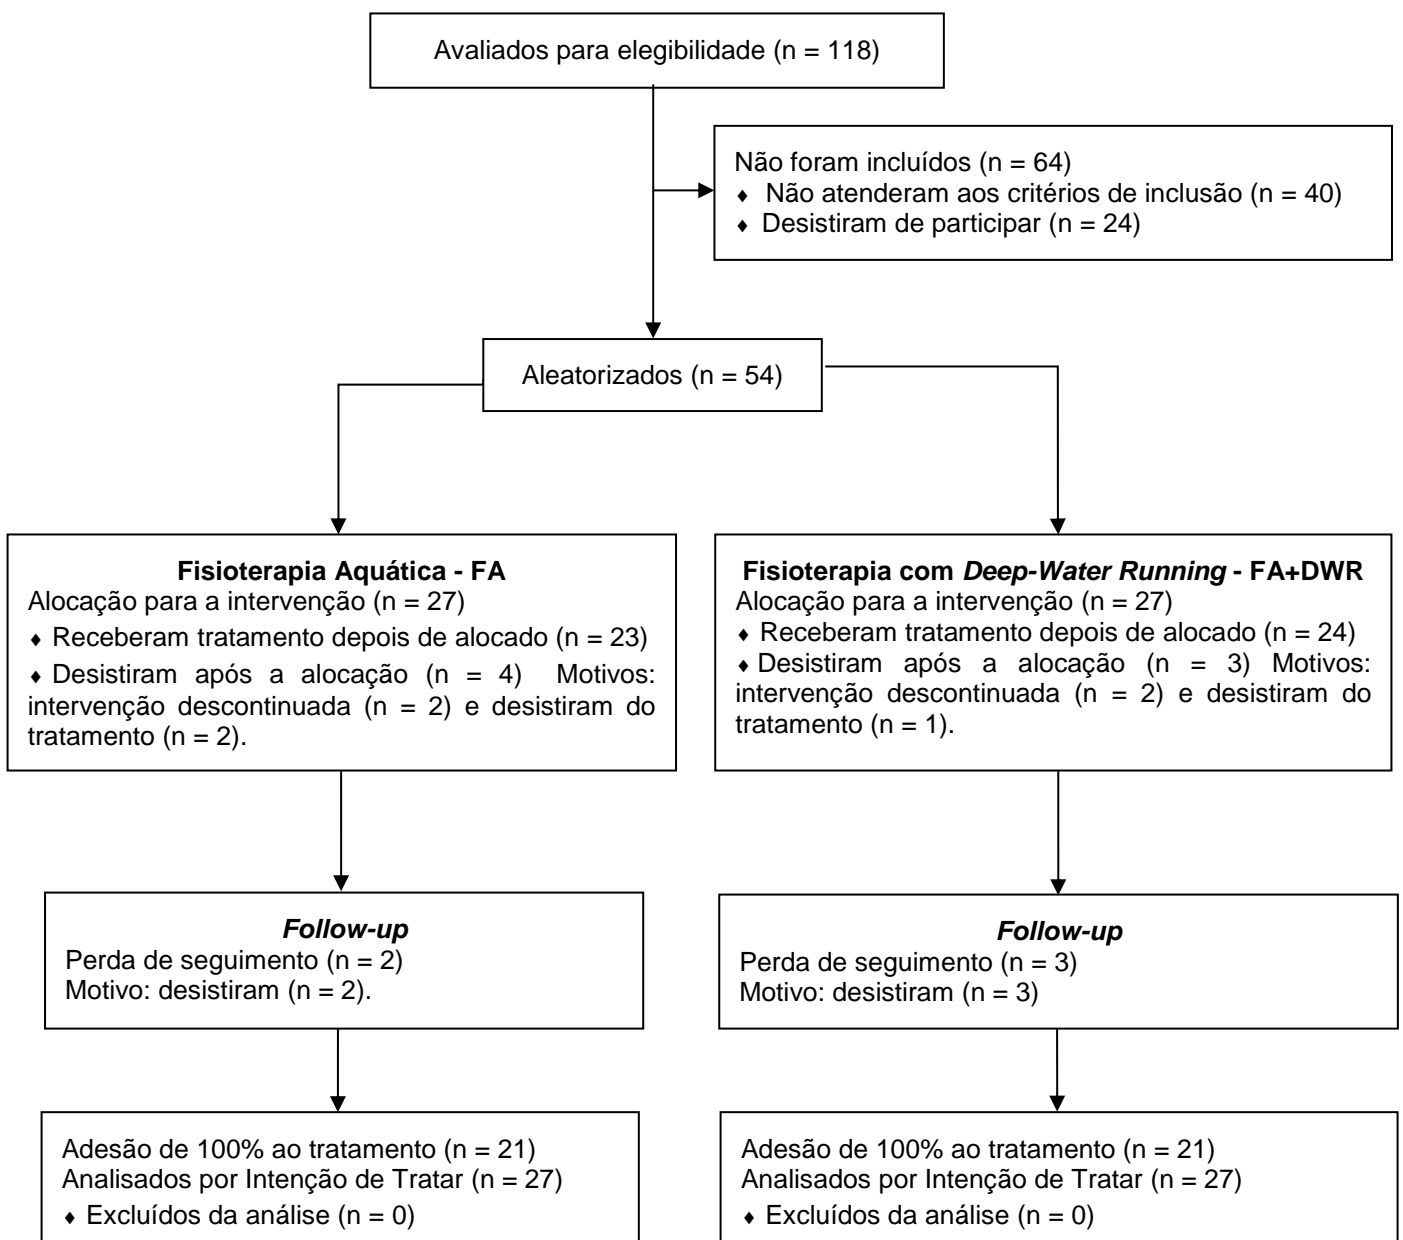 Avaliados para elegibilidade (n = 118)
Não foram incluídos (n = 64)
♦ Não atenderam aos critérios de inclusão (n = 40)
♦ Desistiram de participar (n = 24)
Aleatorizados (n = 54)
Fisioterapia Aquática - FA
Alocação para a intervenção (n = 27)
♦ Receberam tratamento depois de alocado (n = 23)
♦ Desistiram após a alocação (n = 4) Motivos:
intervenção descontinuada (n = 2) e desistiram do
tratamento (n = 2).
Fisioterapia com Deep-Water Running - FA+DWR
Alocação para a intervenção (n = 27)
♦ Receberam tratamento depois de alocado (n = 24)
♦ Desistiram após a alocação (n = 3) Motivos:
intervenção descontinuada (n = 2) e desistiram do
tratamento (n = 1).
Follow-up
Perda de seguimento (n = 2)
Motivo: desistiram (n = 2).
Follow-up
Perda de seguimento (n = 3)
Motivo: desistiram (n = 3)
Adesão de 100% ao tratamento (n = 21)
Analisados por Intenção de Tratar (n = 27)
♦ Excluídos da análise (n = 0)
Adesão de 100% ao tratamento (n = 21)
Analisados por Intenção de Tratar (n = 27)
♦ Excluídos da análise (n = 0)